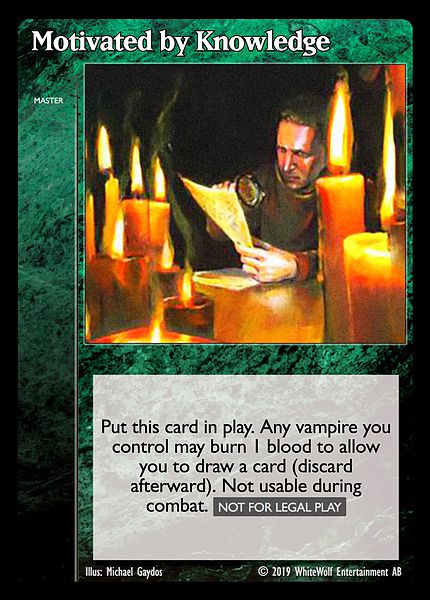 Motivated by Knowledge
MASTER
Put this card in play. Any vampire you
control may burn 1 blood to allow
you to draw a card (discard
afterward). Not usable during
combat. NOT FOR LEGAL PLAY
Illus: Michael Gaydos © 2019 WhiteWolf Entertainment AB